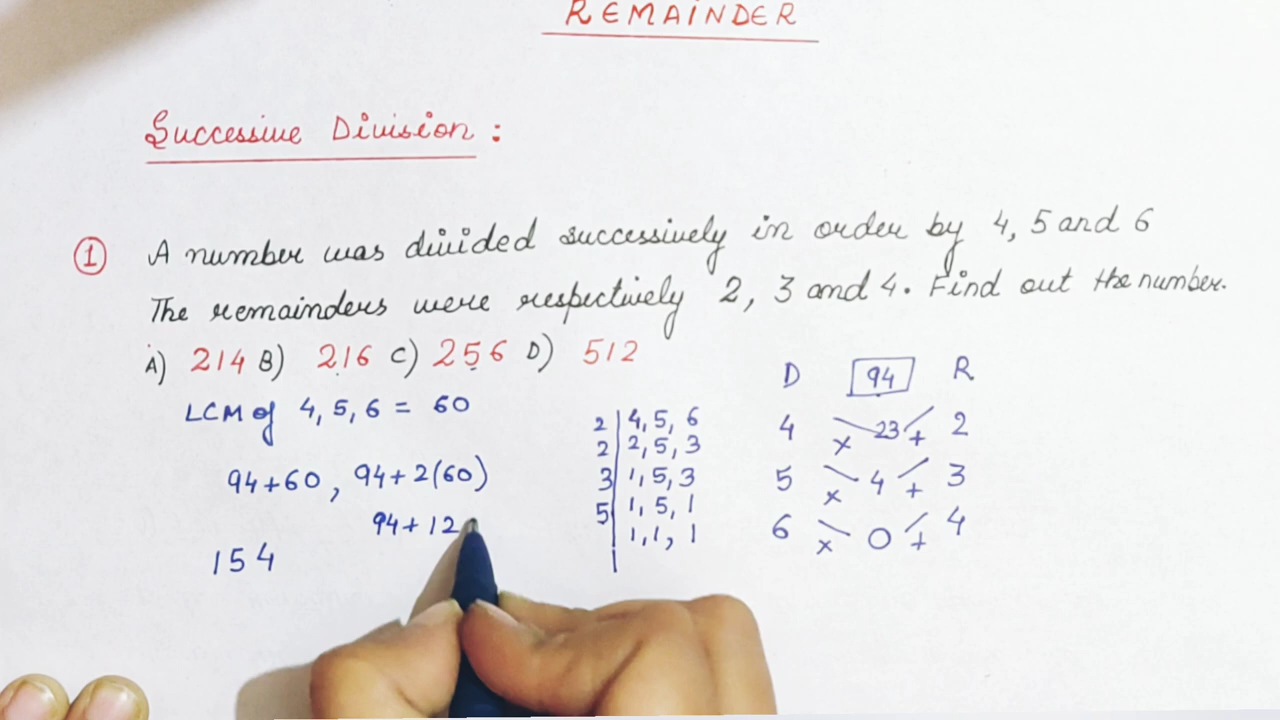 REMAINDER
Successive Division :
① A number was divided successively in order by 4, 5 and 6
The remainders were respectively 2, 3 and 4. Find out the number.
A) 214 B) 216 C) 256 D) 512
LCM of 4, 5, 6 = 60
94+60, 94+2(60)
94+12
154
2 | 4, 5, 6
2 | 2, 5, 3
3 | 1, 5, 3
5 | 1, 5, 1
| 1, 1, 1
D 94 R
4 × 23 + 2
5 × 4 + 3
6 × 0 + 4